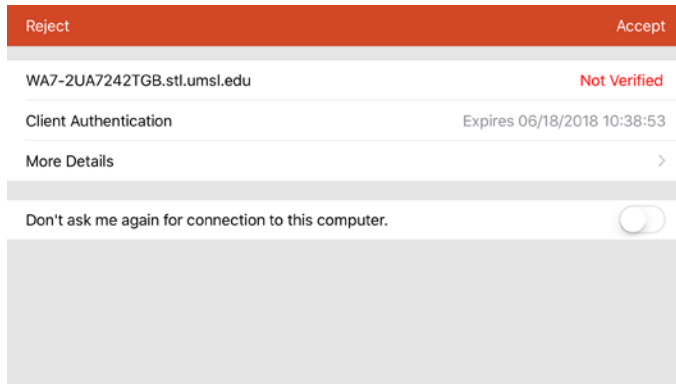 Reject Accept
WA7-2UA7242TGB.stl.umsl.edu Not Verified
Client Authentication Expires 06/18/2018 10:38:53
More Details
Don't ask me again for connection to this computer.